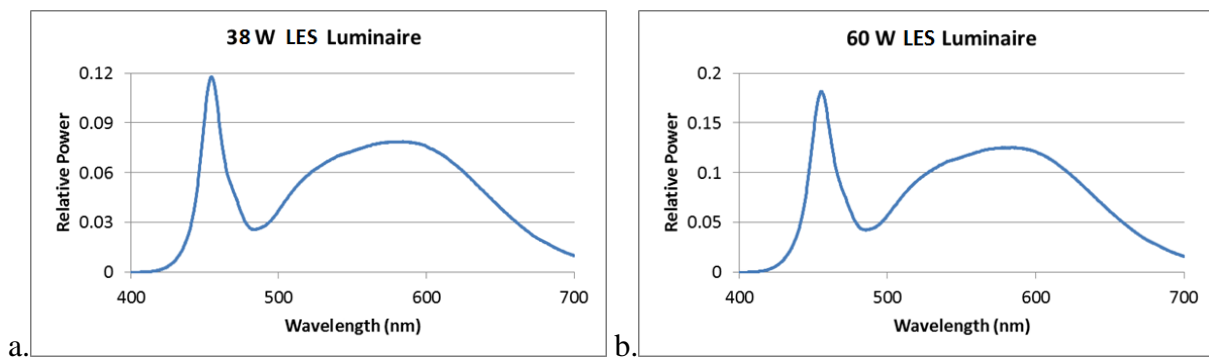 38 W LES Luminaire
0.12
0.09
0.06
0.03
0
Relative Power
400
500
600
700
Wavelength (nm)
a.
60 W LES Luminaire
0.2
0.15
0.1
0.05
0
Relative Power
400
500
600
700
Wavelength (nm)
b.